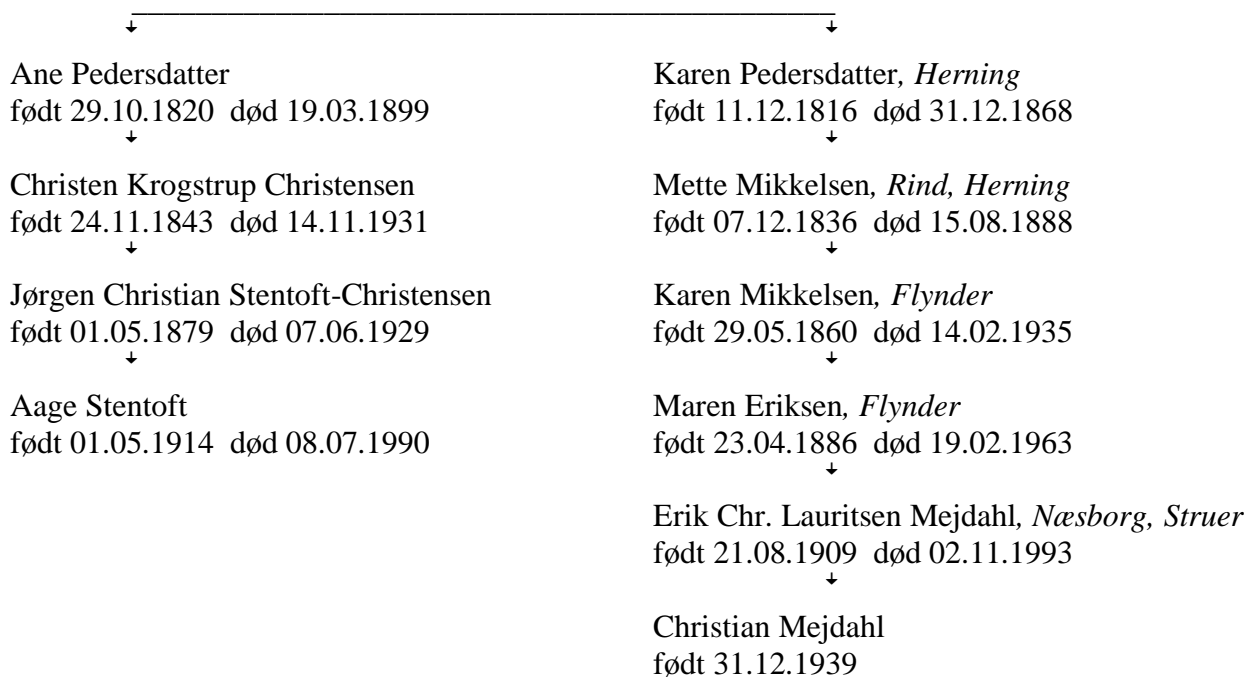 Ane Pedersdatter
født 29.10.1820 død 19.03.1899
Christen Krogstrup Christensen
født 24.11.1843 død 14.11.1931
Jørgen Christian Stentoft-Christensen
født 01.05.1879 død 07.06.1929
Aage Stentoft
født 01.05.1914 død 08.07.1990
Karen Pedersdatter, Herning
født 11.12.1816 død 31.12.1868
Mette Mikkelsen, Rind, Herning
født 07.12.1836 død 15.08.1888
Karen Mikkelsen, Flynder
født 29.05.1860 død 14.02.1935
Maren Eriksen, Flynder
født 23.04.1886 død 19.02.1963
Erik Chr. Lauritsen Mejdahl, Næsborg, Struer
født 21.08.1909 død 02.11.1993
Christian Mejdahl
født 31.12.1939